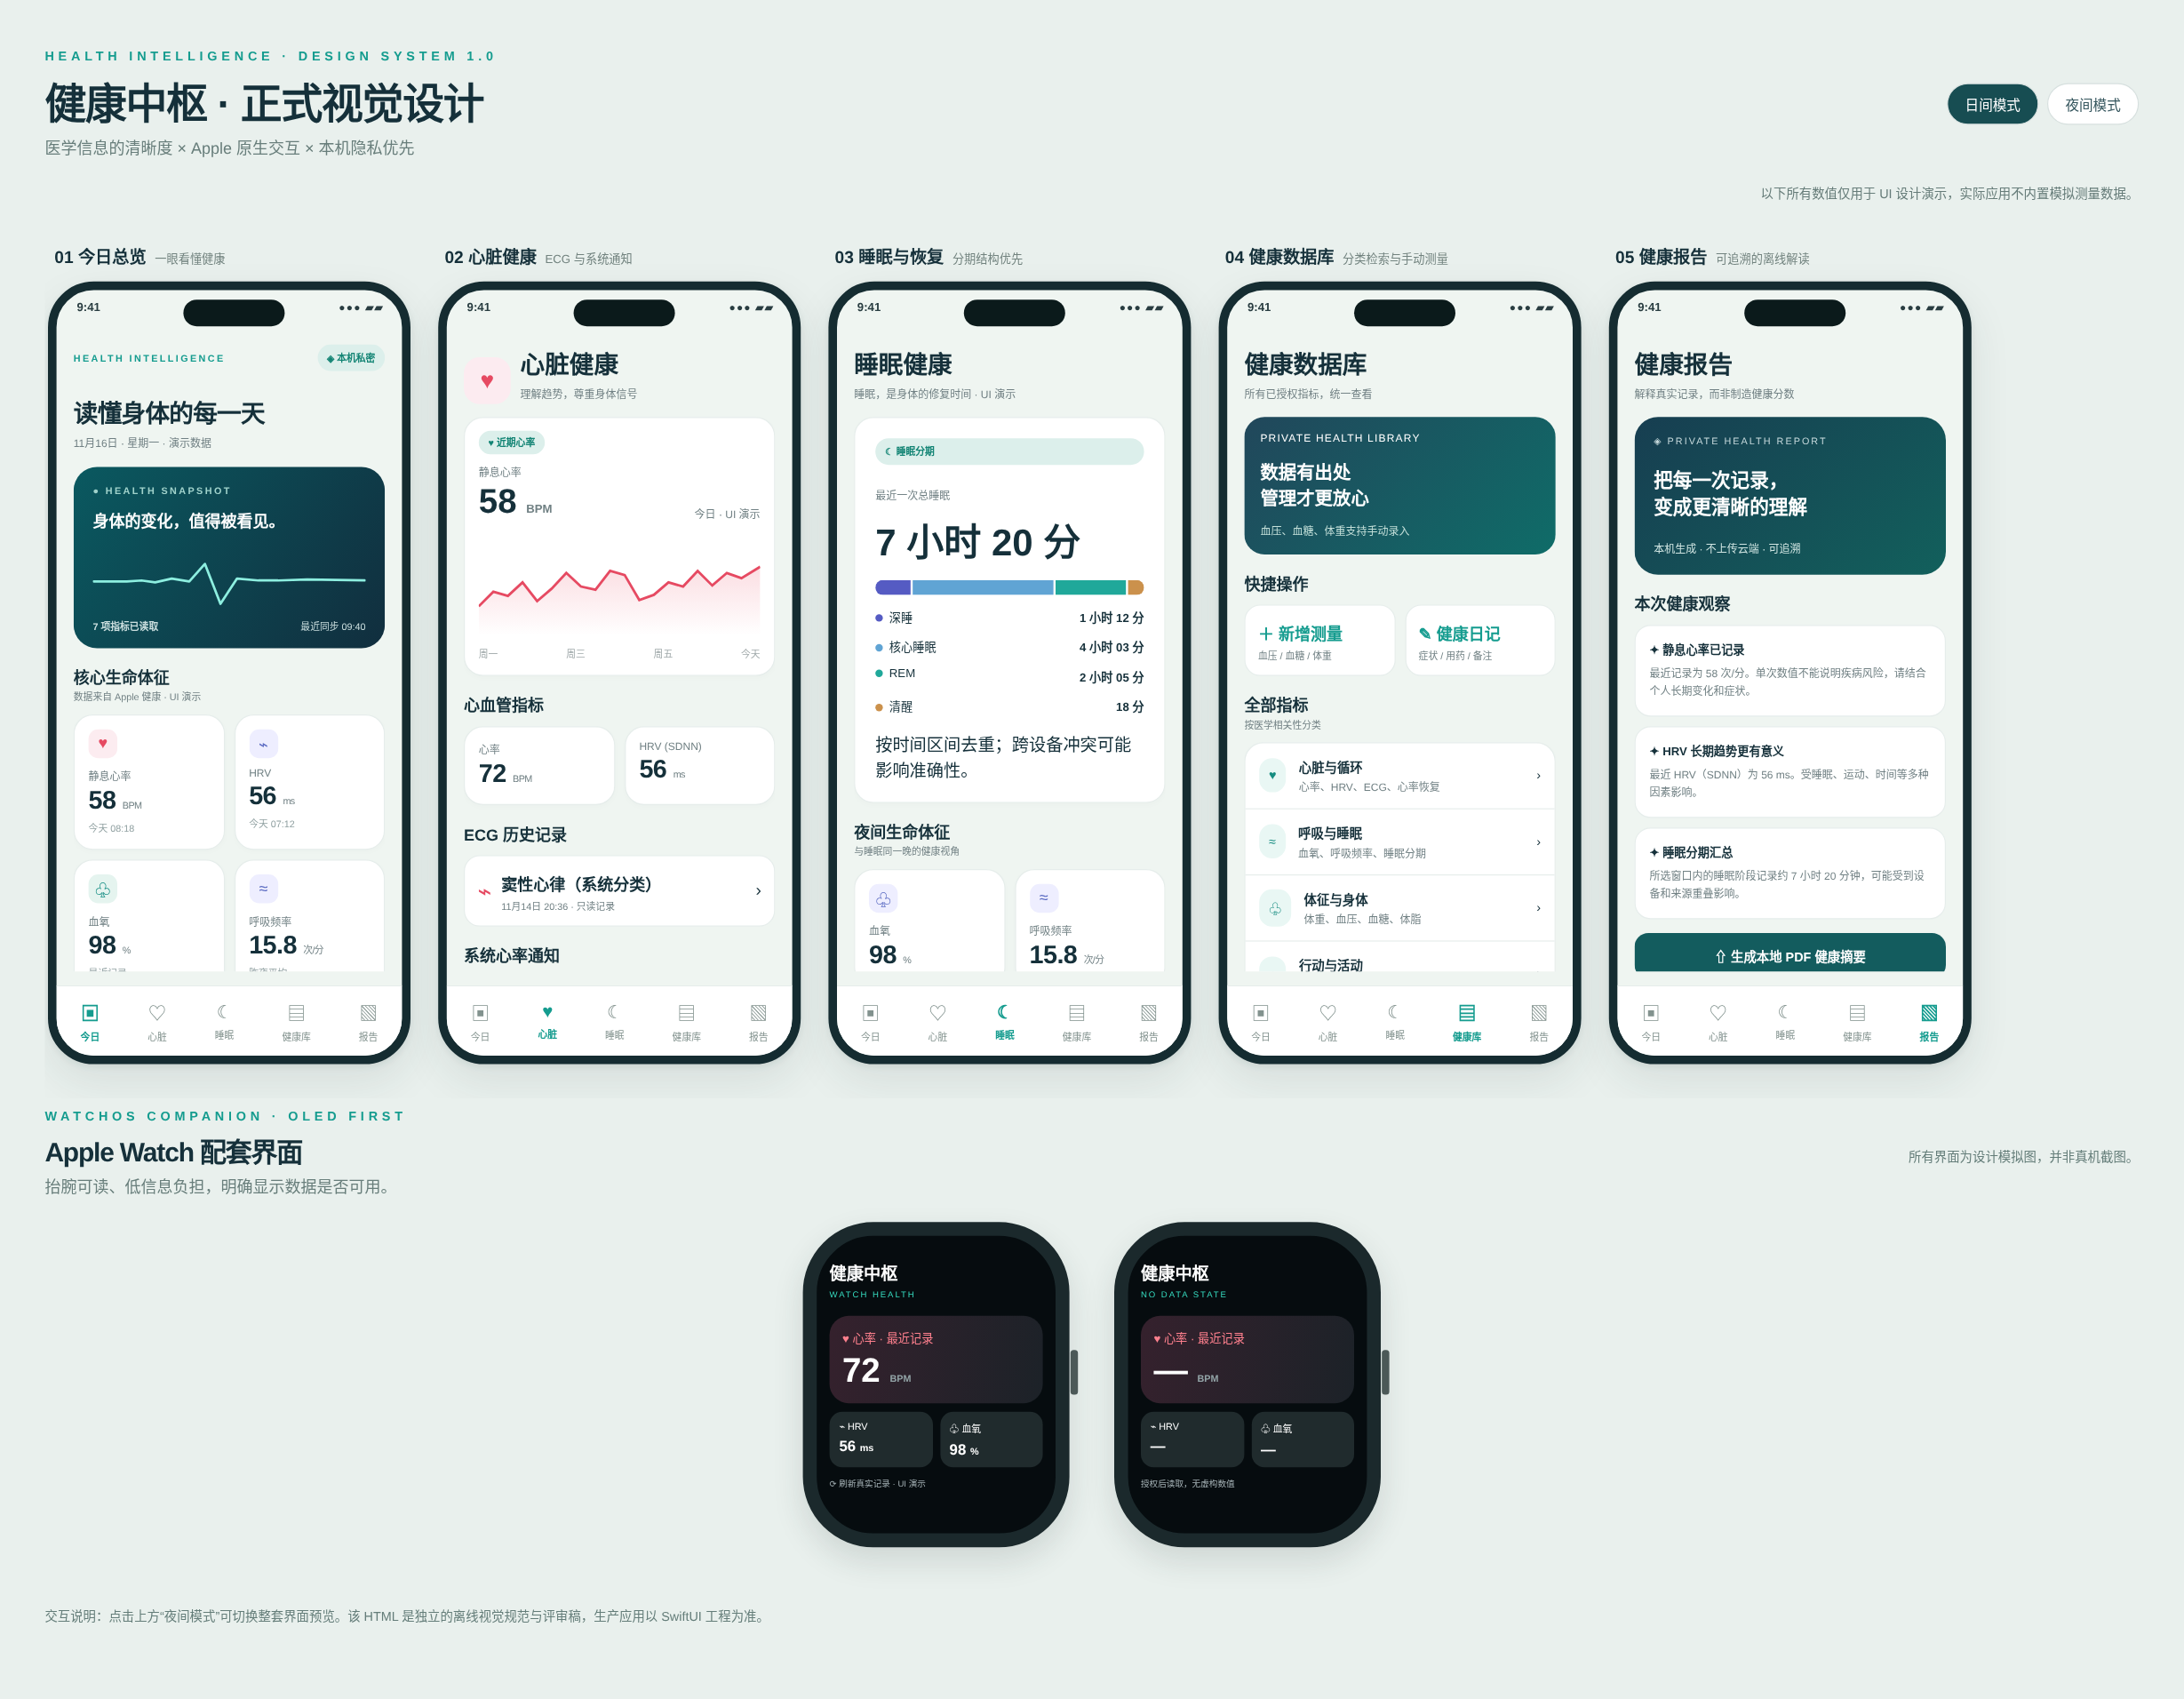 HEALTH INTELLIGENCE · DESIGN SYSTEM 1.0
健康中枢 · 正式视觉设计
医学信息的清晰度 × Apple 原生交互 × 本机隐私优先
日间模式
夜间模式
以下所有数值仅用于 UI 设计演示，实际应用不内置模拟测量数据。
01 今日总览 一眼看懂健康
9:41
HEALTH INTELLIGENCE
◈ 本机私密
读懂身体的每一天
11月16日 · 星期一 · 演示数据
● HEALTH SNAPSHOT
身体的变化，值得被看见。
7 项指标已读取
最近同步 09:40
核心生命体征
数据来自 Apple 健康 · UI 演示
静息心率
58 BPM
今天 08:18
HRV
56 ms
今天 07:12
血氧
98 %
呼吸频率
15.8 次/分
今日
心脏
睡眠
健康库
报告
02 心脏健康 ECG 与系统通知
9:41
心脏健康
理解趋势，尊重身体信号
♥ 近期心率
静息心率
58 BPM
今日 · UI 演示
周一
周三
周五
今天
心血管指标
心率
72 BPM
HRV (SDNN)
56 ms
ECG 历史记录
窦性心律（系统分类）
11月14日 20:36 · 只读记录
›
系统心率通知
今日
心脏
睡眠
健康库
报告
03 睡眠与恢复 分期结构优先
9:41
睡眠健康
睡眠，是身体的修复时间 · UI 演示
☾ 睡眠分期
最近一次总睡眠
7 小时 20 分
深睡 1 小时 12 分
核心睡眠 4 小时 03 分
REM 2 小时 05 分
清醒 18 分
按时间区间去重；跨设备冲突可能
影响准确性。
夜间生命体征
与睡眠同一晚的健康视角
血氧
98 %
呼吸频率
15.8 次/分
今日
心脏
睡眠
健康库
报告
04 健康数据库 分类检索与手动测量
9:41
健康数据库
所有已授权指标，统一查看
PRIVATE HEALTH LIBRARY
数据有出处
管理才更放心
血压、血糖、体重支持手动录入
快捷操作
＋ 新增测量
血压 / 血糖 / 体重
✎ 健康日记
症状 / 用药 / 备注
全部指标
按医学相关性分类
心脏与循环
心率、HRV、ECG、心率恢复
›
呼吸与睡眠
血氧、呼吸频率、睡眠分期
›
体征与身体
体重、血压、血糖、体脂
›
行动与活动
今日
心脏
睡眠
健康库
报告
05 健康报告 可追溯的离线解读
9:41
健康报告
解释真实记录，而非制造健康分数
◈ PRIVATE HEALTH REPORT
把每一次记录，
变成更清晰的理解
本机生成 · 不上传云端 · 可追溯
本次健康观察
✦ 静息心率已记录
最近记录为 58 次/分。单次数值不能说明疾病风险，请结合
个人长期变化和症状。
✦ HRV 长期趋势更有意义
最近 HRV（SDNN）为 56 ms。受睡眠、运动、时间等多种
因素影响。
✦ 睡眠分期汇总
所选窗口内的睡眠阶段记录约 7 小时 20 分钟，可能受到设
备和来源重叠影响。
⇧ 生成本地 PDF 健康摘要
今日
心脏
睡眠
健康库
报告
WATCHOS COMPANION · OLED FIRST
Apple Watch 配套界面
抬腕可读、低信息负担，明确显示数据是否可用。
所有界面为设计模拟图，并非真机截图。
健康中枢
WATCH HEALTH
♥ 心率 · 最近记录
72 BPM
⌁ HRV
56 ms
♧ 血氧
98 %
⟳ 刷新真实记录 · UI 演示
健康中枢
NO DATA STATE
♥ 心率 · 最近记录
— BPM
⌁ HRV
—
♧ 血氧
—
授权后读取，无虚构数值
交互说明：点击上方“夜间模式”可切换整套界面预览。该 HTML 是独立的离线视觉规范与评审稿，生产应用以 SwiftUI 工程为准。